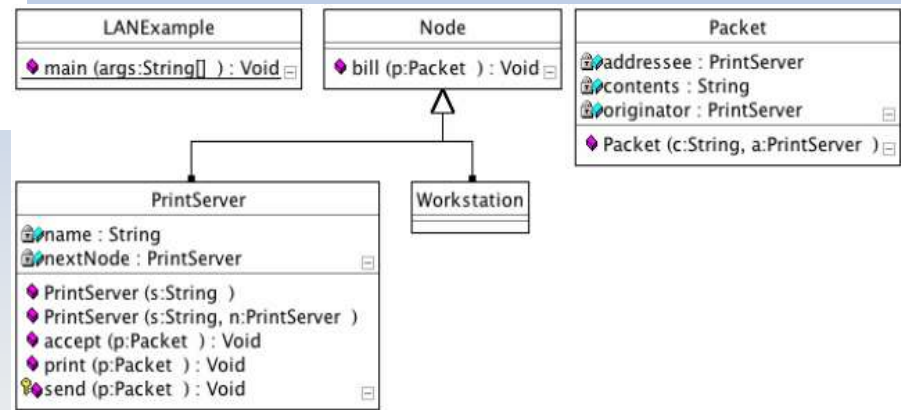 LANExample
main (args:String[] ) : Void
Node
bill (p:Packet ) : Void
Packet
addressee : PrintServer
contents : String
originator : PrintServer
Packet (c:String, a:PrintServer )
PrintServer
name : String
nextNode : PrintServer
PrintServer (s:String )
PrintServer (s:String, n:PrintServer )
accept (p:Packet ) : Void
print (p:Packet ) : Void
send (p:Packet ) : Void
Workstation